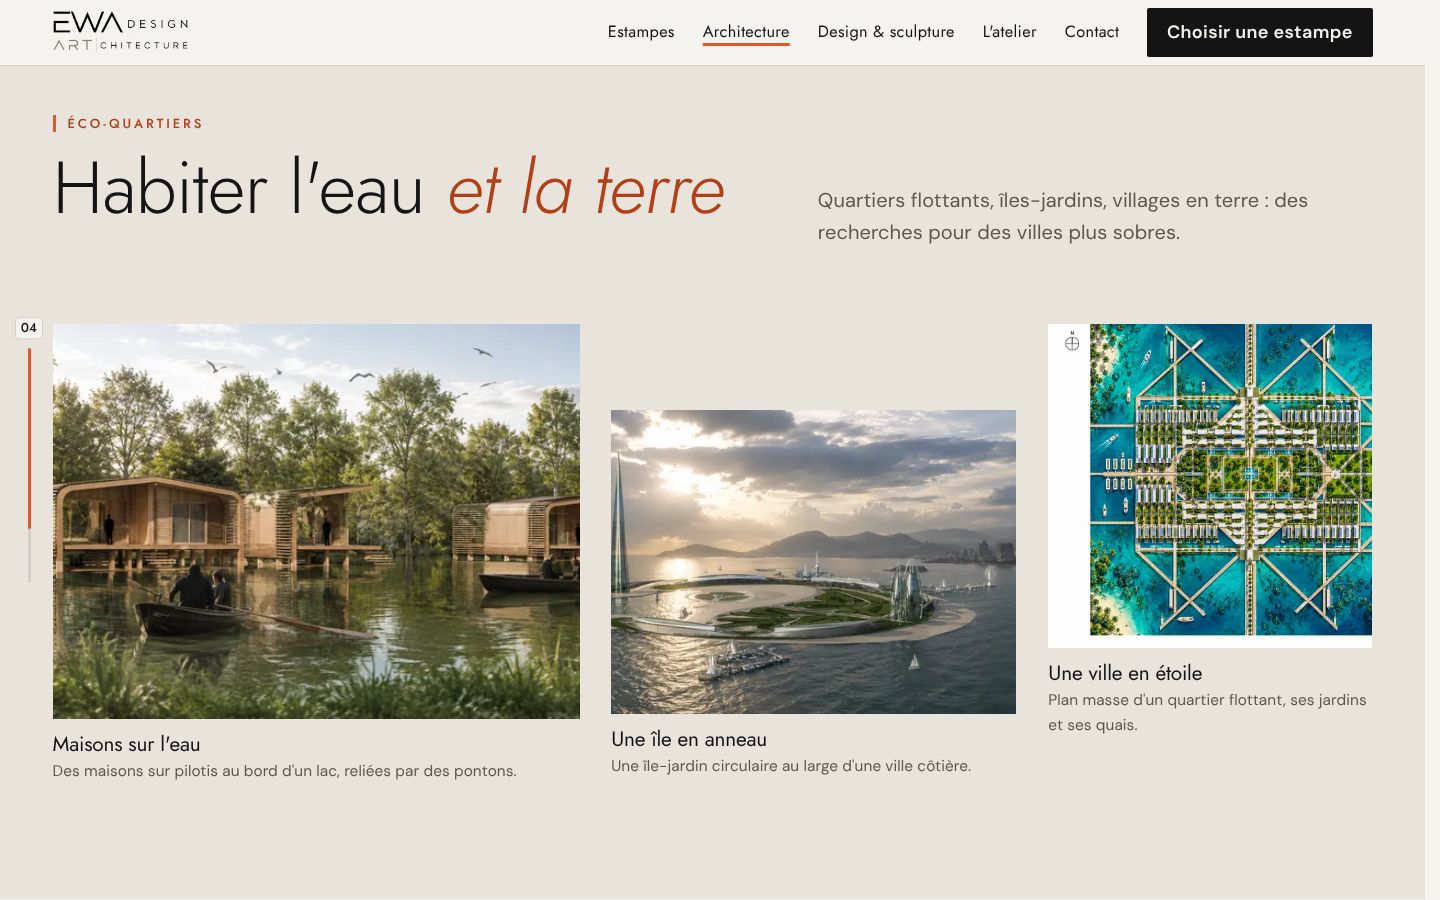 EWA DESIGN
ARTCHITECTURE
Estampes
Architecture
Design & sculpture
L'atelier
Contact
Choisir une estampe
ÉCO-QUARTIERS
Habiter l'eau et la terre
Quartiers flottants, îles-jardins, villages en terre : des
recherches pour des villes plus sobres.
04
N
Maisons sur l'eau
Des maisons sur pilotis au bord d'un lac, reliées par des pontons.
Une île en anneau
Une île-jardin circulaire au large d'une ville côtière.
Une ville en étoile
Plan masse d'un quartier flottant, ses jardins
et ses quais.